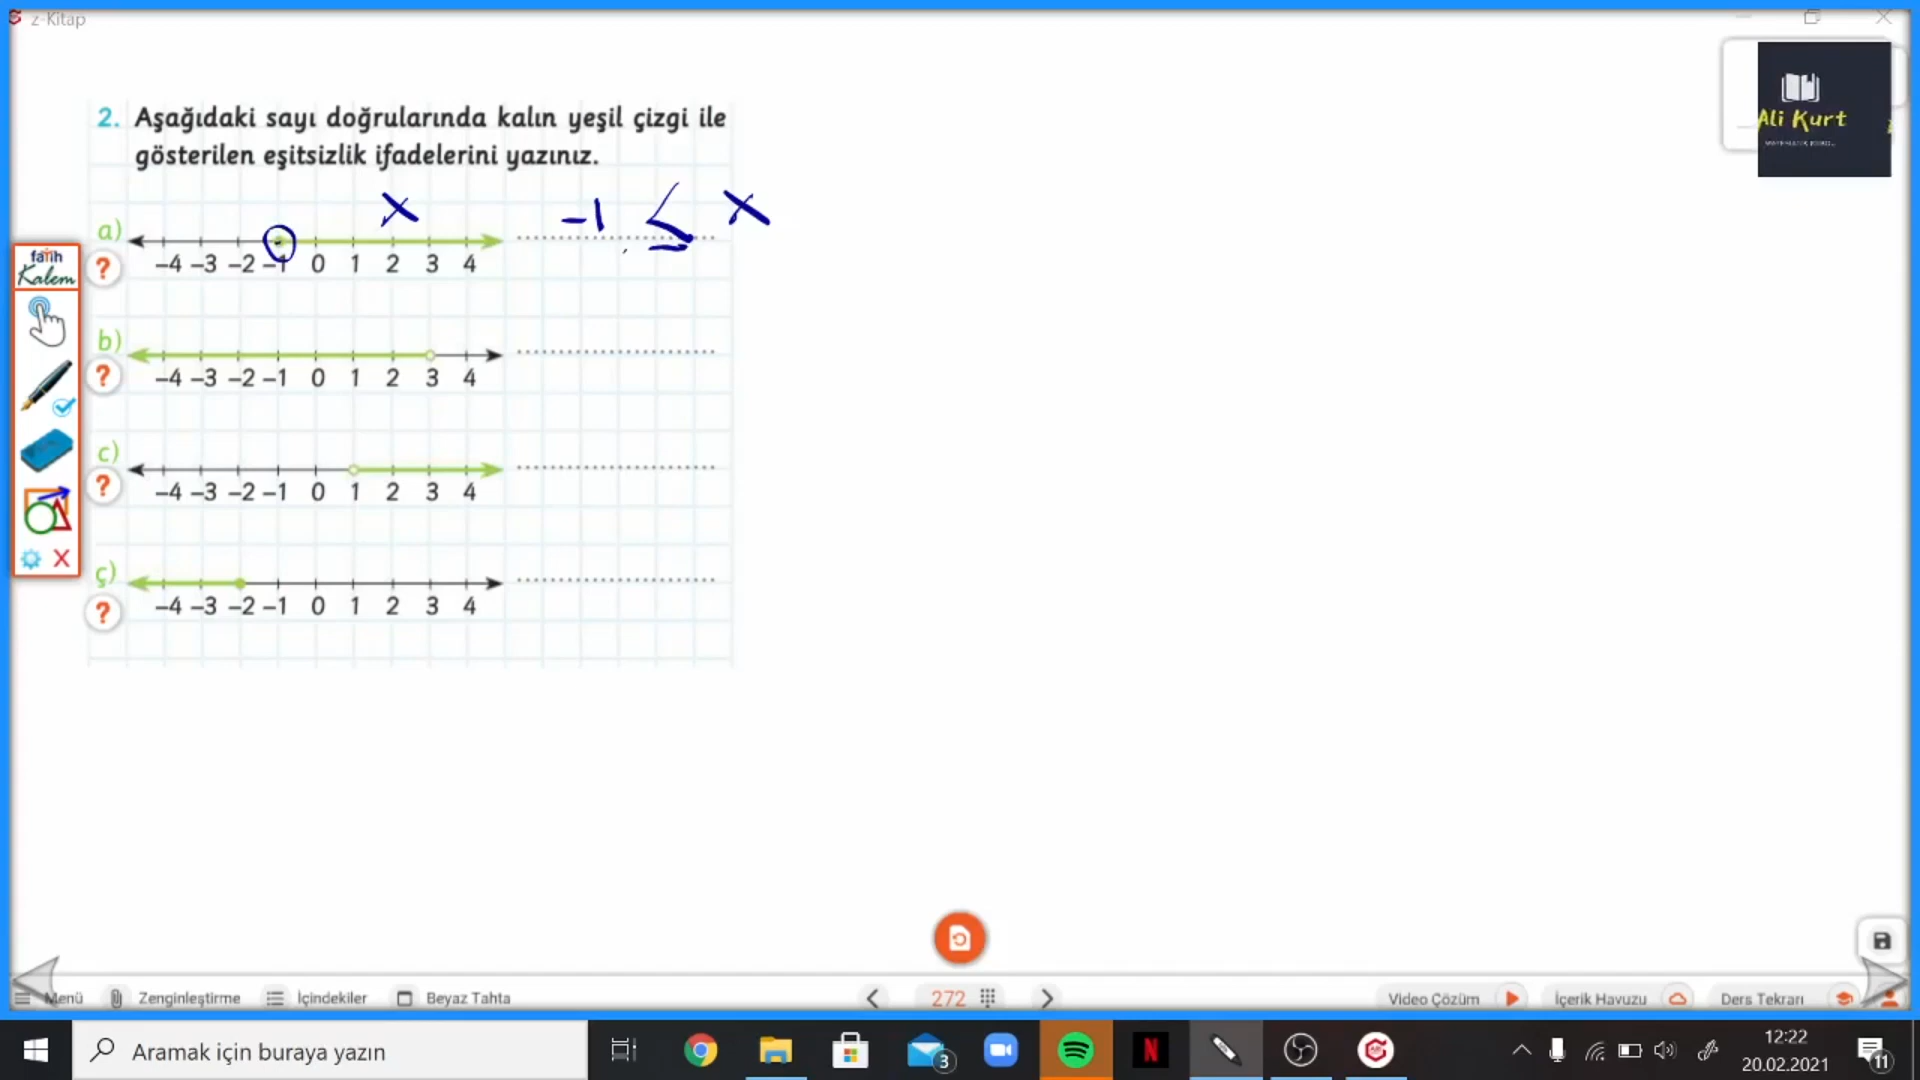 z-Kitap
Ali Kurt
2. Aşağıdaki sayı doğrularında kalın yeşil çizgi ile
gösterilen eşitsizlik ifadelerini yazınız.
x
-1 ≤ x
a)
? –4 –3 –2 –1 0 1 2 3 4
fatih
Kalem
b)
? –4 –3 –2 –1 0 1 2 3 4
c)
? –4 –3 –2 –1 0 1 2 3 4
ç)
? –4 –3 –2 –1 0 1 2 3 4
Menü Zenginleştirme İçindekiler Beyaz Tahta 272 Video Çözüm İçerik Havuzu Ders Tekrarı
Aramak için buraya yazın 3 N 12:22
20.02.2021 11